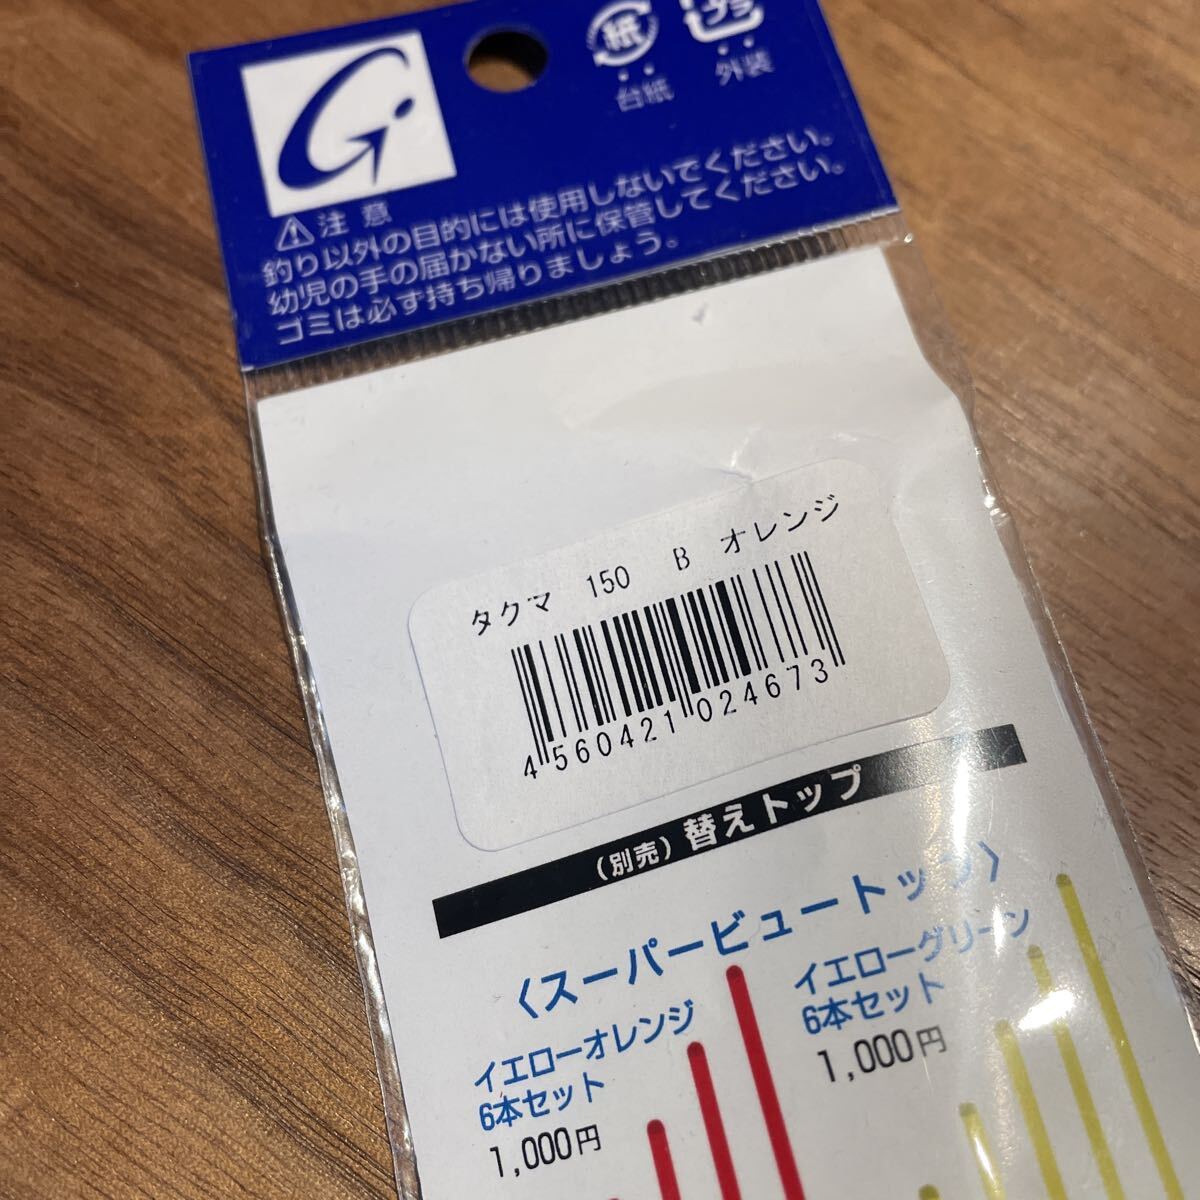 紙
プラ
台紙
外装
G
⚠注意
釣り以外の目的には使用しないでください。
幼児の手の届かない所に保管してください。
ゴミは必ず持ち帰りましょう。
タクマ 150 B オレンジ
4560421024673
(別売) 替えトップ
〈スーパービュートップ〉
イエローオレンジ
6本セット
1,000円
イエローグリーン
6本セット
1,000円